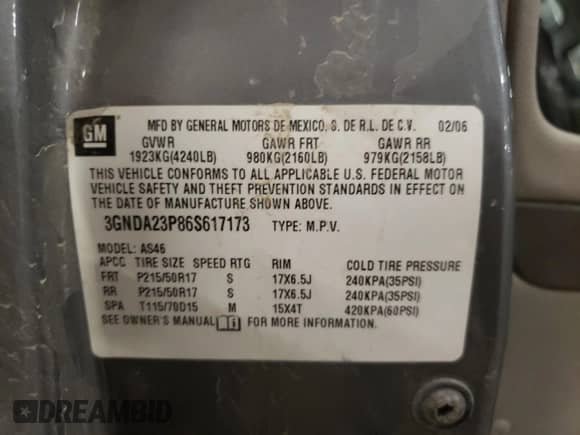 GM
MFD BY GENERAL MOTORS DE MEXICO, S. DE R.L. DE C.V. 02/06
GVWR GAWR FRT GAWR RR
1923KG(4240LB) 980KG(2160LB) 979KG(2158LB)
THIS VEHICLE CONFORMS TO ALL APPLICABLE U.S. FEDERAL MOTOR
VEHICLE SAFETY AND THEFT PREVENTION STANDARDS IN EFFECT ON
THE DATE OF MANUFACTURE SHOWN ABOVE.
3GNDA23P86S617173 TYPE: M.P.V.
MODEL: AS46
APCC TIRE SIZE SPEED RTG RIM COLD TIRE PRESSURE
FRT P215/50R17 S 17X6.5J 240KPA(35PSI)
RR P215/50R17 S 17X6.5J 240KPA(35PSI)
SPA T115/70D15 M 15X4T 420KPA(60PSI)
SEE OWNER'S MANUAL FOR MORE INFORMATION.
DREAMBID